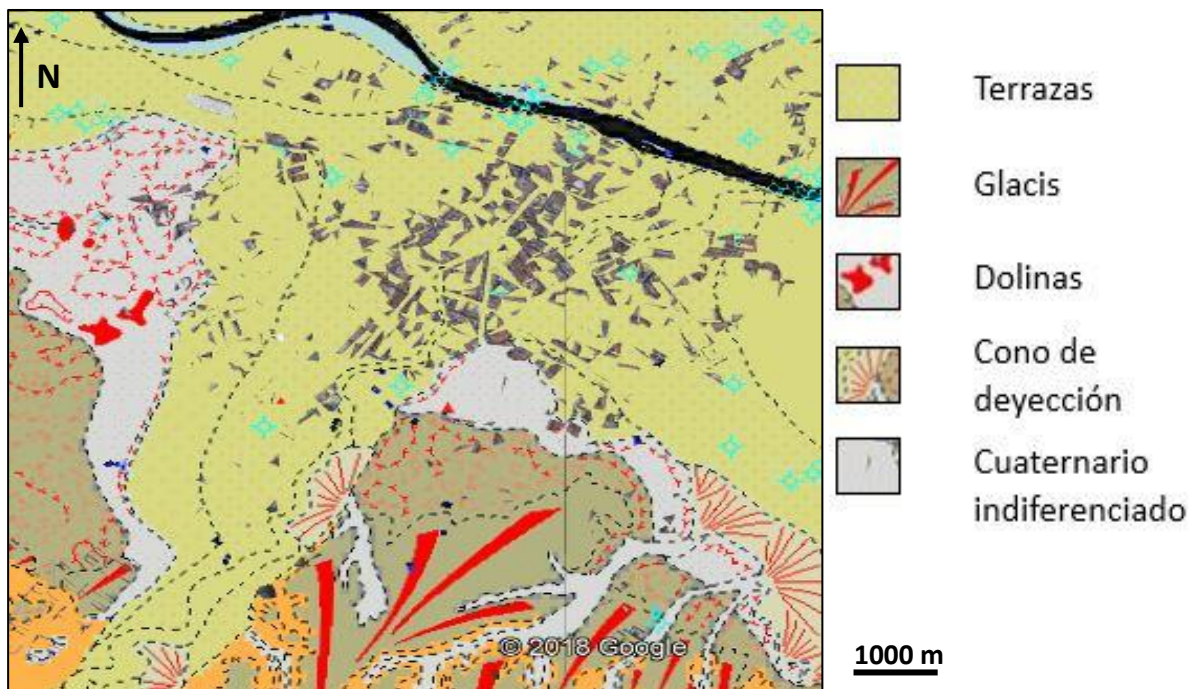 N
Terrazas
Glacis
Dolinas
Cono de
deyección
Cuaternario
indiferenciado
© 2018 Google
1000 m